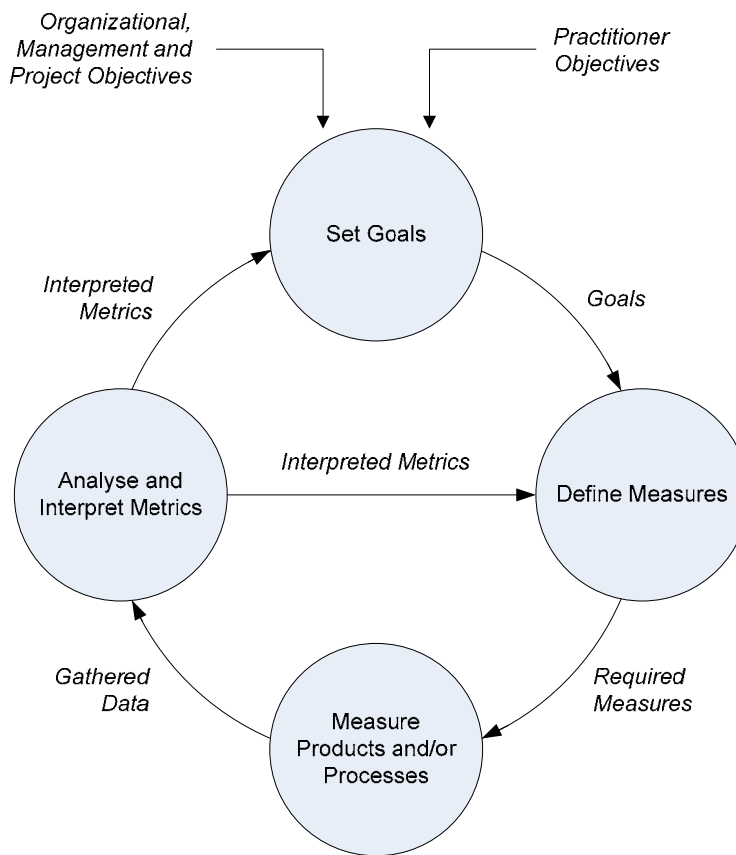 Organizational,
Management and
Project Objectives
Practitioner
Objectives
Set Goals
Interpreted
Metrics
Goals
Analyse and
Interpret Metrics
Interpreted Metrics
Define Measures
Gathered
Data
Required
Measures
Measure
Products and/or
Processes